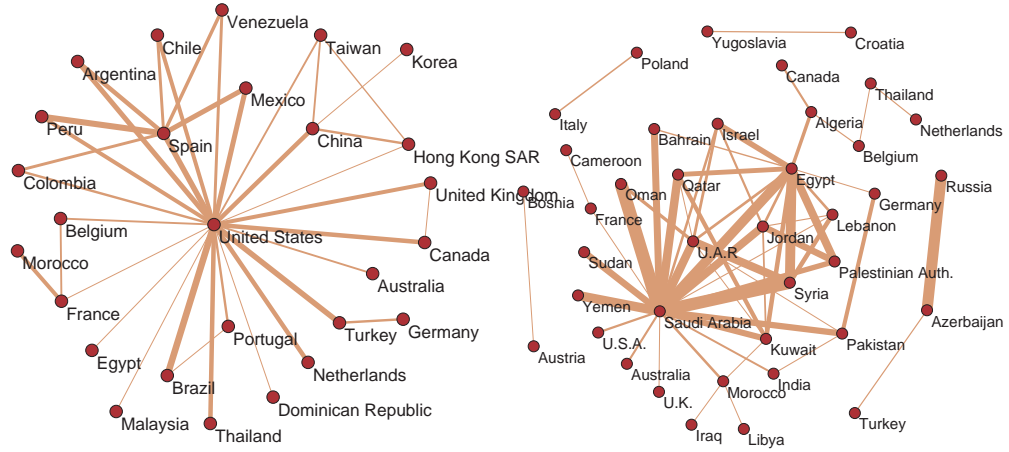 Venezuela
Chile
Taiwan
Korea
Argentina
Mexico
Peru
Spain
China
Hong Kong SAR
Colombia
United Kingdom
Belgium
United States
Morocco
Canada
Australia
France
Portugal
Turkey
Germany
Egypt
Brazil
Netherlands
Malaysia
Dominican Republic
Thailand
Yugoslavia
Croatia
Poland
Canada
Thailand
Italy
Bahrain
Israel
Algeria
Netherlands
Cameroon
Belgium
Bosnia
Oman
Qatar
Egypt
Russia
France
Germany
Lebanon
Jordan
U.A.R
Sudan
Palestinian Auth.
Yemen
Syria
Saudi Arabia
Azerbaijan
U.S.A.
Kuwait
Pakistan
Austria
Australia
India
U.K.
Morocco
Iraq
Libya
Turkey